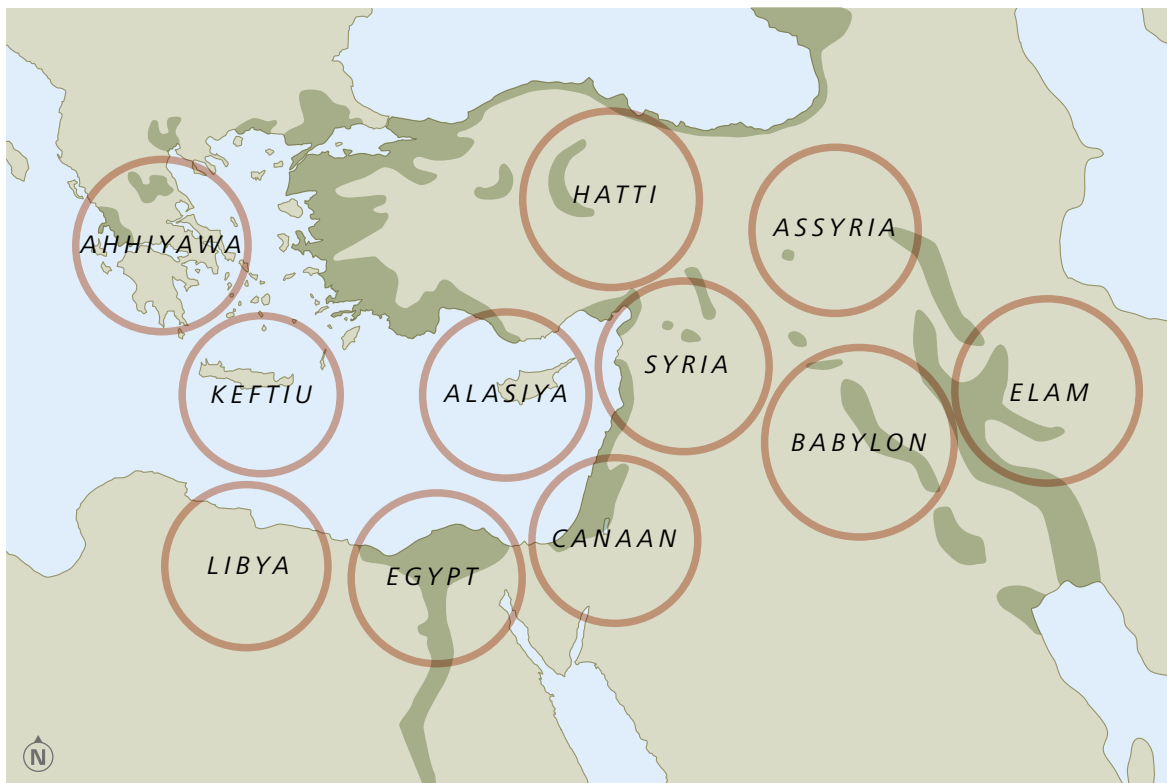 HATTI
ASSYRIA
AHHIYAWA
SYRIA
KEFTIU
ALASIYA
ELAM
BABYLON
CANAAN
LIBYA
EGYPT
N